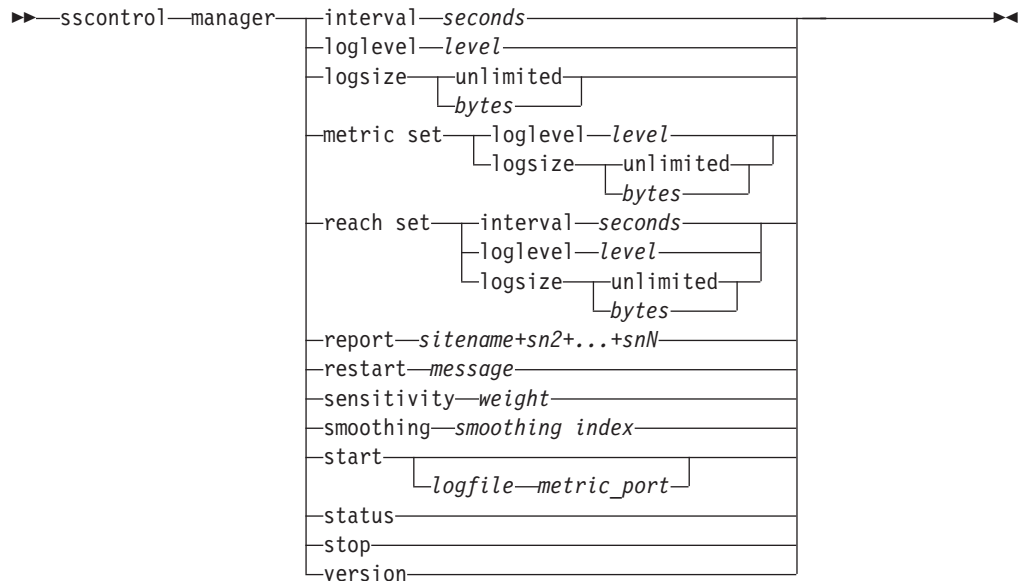 sscontrol manager interval seconds
loglevel level
logsize unlimited
bytes
metric set loglevel level
logsize unlimited
bytes
reach set interval seconds
loglevel level
logsize unlimited
bytes
report sitename+sn2+...+snN
restart message
sensitivity weight
smoothing smoothing index
start
logfile metric_port
status
stop
version